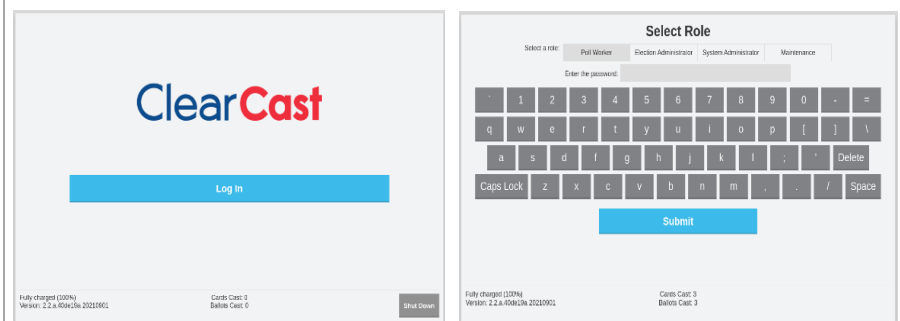 ClearCast
Log In
Fully charged (100%)
Version: 2.2.a.40de19a.20210901
Cards Cast: 0
Ballots Cast: 0
Shut Down
Select Role
Select a role: Poll Worker Election Administrator System Administrator Maintenance
Enter the password:
` 1 2 3 4 5 6 7 8 9 0 - =
q w e r t y u i o p [ ] \
a s d f g h j k l ; ' Delete
Caps Lock z x c v b n m , . / Space
Submit
Fully charged (100%)
Version: 2.2.a.40de19a.20210901
Cards Cast: 3
Ballots Cast: 3